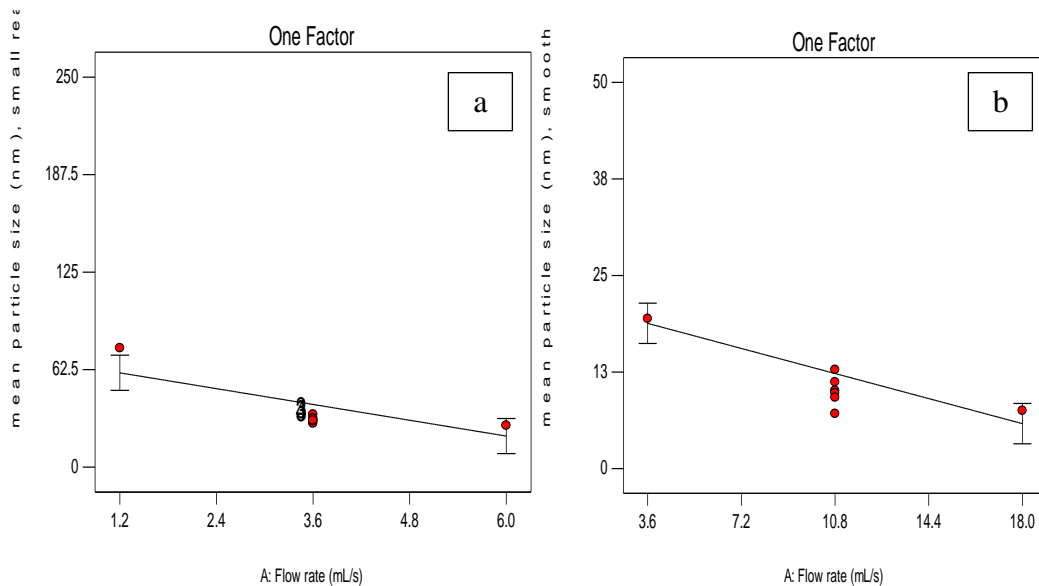 One Factor
a
mean particle size (nm), small
250
187.5
125
62.5
0
1.2 2.4 3.6 4.8 6.0
A: Flow rate (mL/s)
One Factor
b
mean particle size (nm), smooth
50
38
25
13
0
3.6 7.2 10.8 14.4 18.0
A: Flow rate (mL/s)